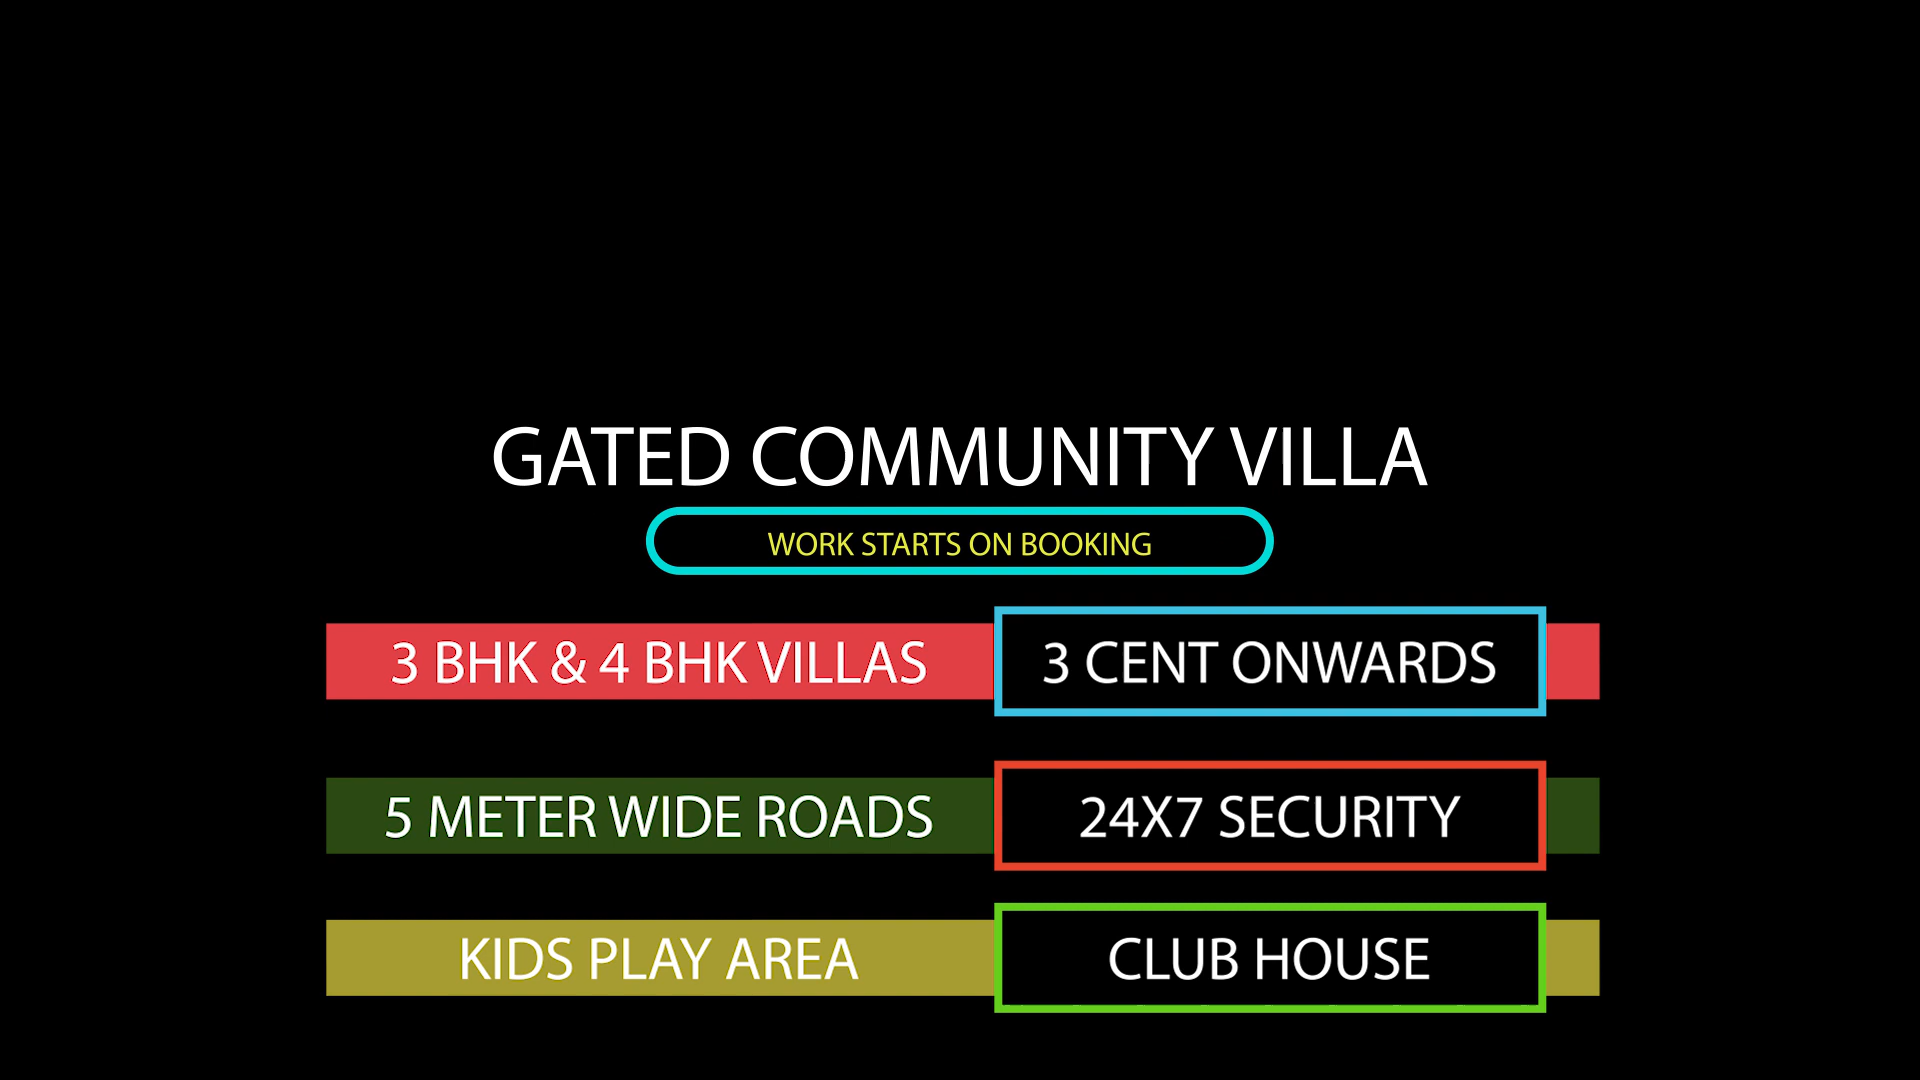 GATED COMMUNITY VILLA
WORK STARTS ON BOOKING
3 BHK & 4 BHK VILLAS 3 CENT ONWARDS
5 METER WIDE ROADS 24X7 SECURITY
KIDS PLAY AREA CLUB HOUSE